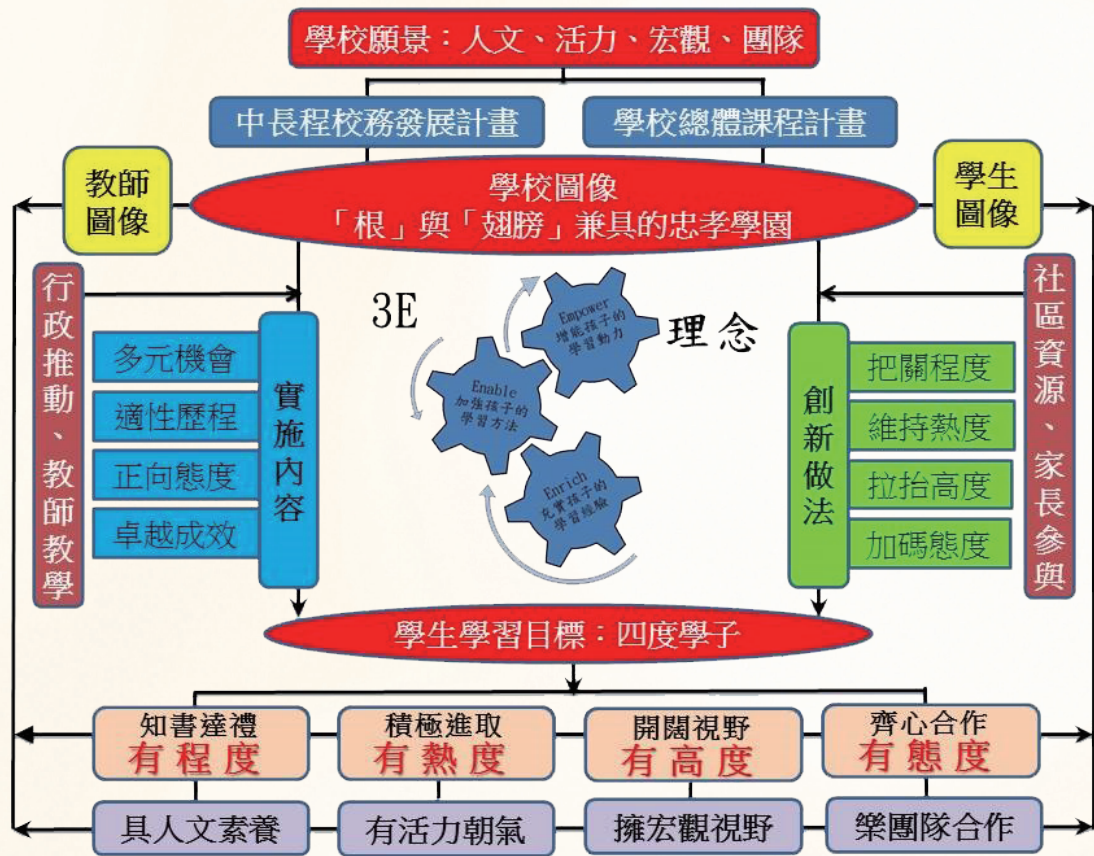 學校願景：人文、活力、宏觀、團隊
中長程校務發展計畫
學校總體課程計畫
教師
圖像
學校圖像
「根」與「翅膀」兼具的忠孝學園
學生
圖像
行政推動、教師教學
實施內容
多元機會
適性歷程
正向態度
卓越成效
3E
理念
Empower
增能孩子的
學習動力
Enable
加強孩子的
學習方法
Enrich
充實孩子的
學習經驗
創新做法
把關程度
維持熱度
拉抬高度
加碼態度
社區資源、家長參與
學生學習目標：四度學子
知書達禮
有程度
積極進取
有熱度
開闊視野
有高度
齊心合作
有態度
具人文素養
有活力朝氣
擁宏觀視野
樂團隊合作